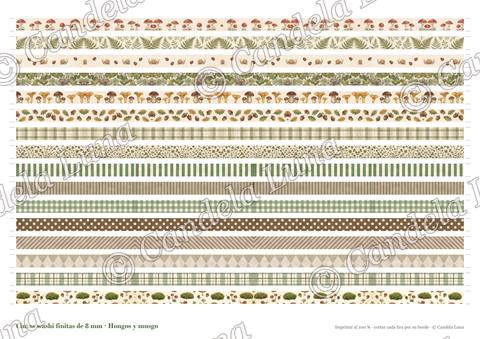 © Candela Luna
© Candela Luna
© Candela Luna
© Candela Luna
Cintas washi finitas de 8 mm - Hongos y musgo
Imprimir al 100 % - cortar cada tira por su borde - © Candela Luna